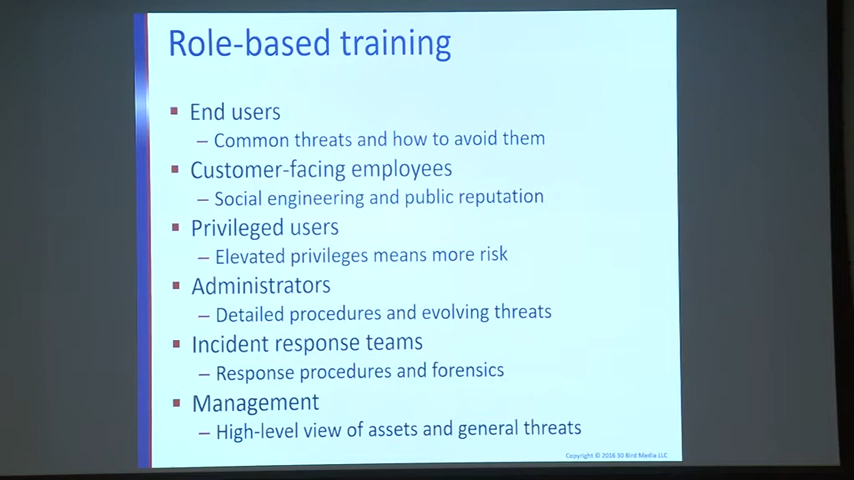 Role-based training
▪ End users
– Common threats and how to avoid them
▪ Customer-facing employees
– Social engineering and public reputation
▪ Privileged users
– Elevated privileges means more risk
▪ Administrators
– Detailed procedures and evolving threats
▪ Incident response teams
– Response procedures and forensics
▪ Management
– High-level view of assets and general threats
Copyright © 2016 30 Bird Media LLC